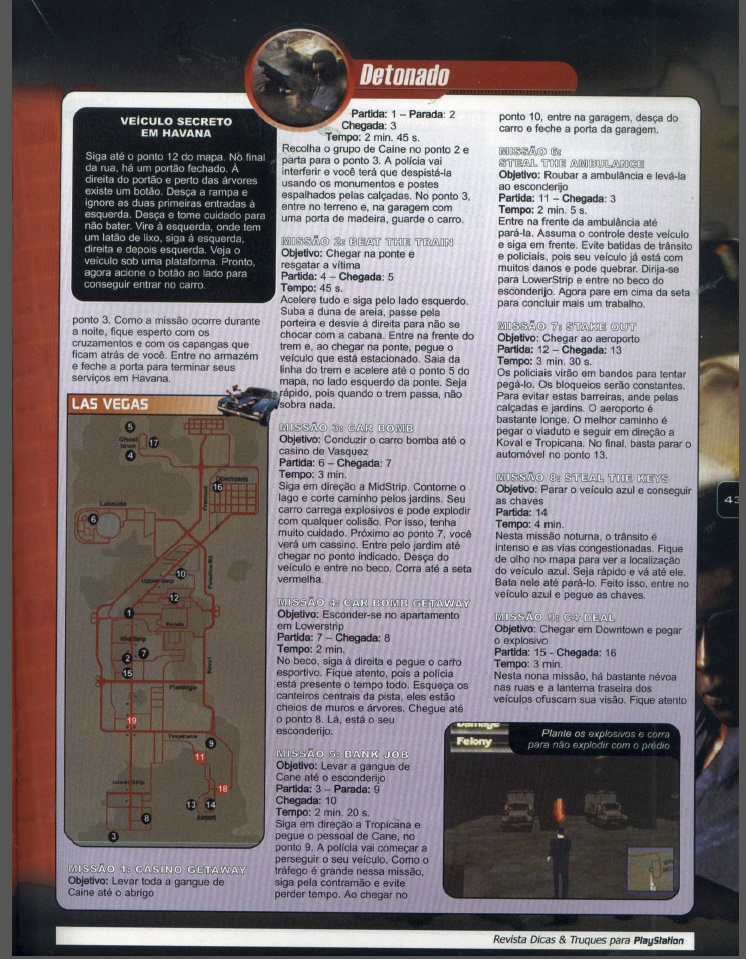 Detonado
VEÍCULO SECRETO
EM HAVANA
Siga até o ponto 12 do mapa. No final
da rua, há um portão fechado. À
direita do portão e perto das árvores
existe um botão. Desça a rampa e
ignore as duas primeiras entradas à
esquerda. Desça e tome cuidado para
não bater. Vire à esquerda, onde tem
um latão de lixo, siga à esquerda,
direita e depois esquerda. Veja o
veículo sob uma plataforma. Pronto,
agora acione o botão ao lado para
conseguir entrar no carro.
ponto 3. Como a missão ocorre durante
a noite, fique esperto com os
cruzamentos e com os capangas que
ficam atrás de você. Entre no armazém
e feche a porta para terminar seus
serviços em Havana.
LAS VEGAS
5
Ghost
town
17
4
DOWNTOWN
16
Fremont
Lakeside
6
10
Upperstrip
12
1
Midstrip
2
7
15
Flamingo
19
Tropicana
9
11
Lower Strip
18
8
13
14
Airport
3
MISSÃO 1: CASINO GETAWAY
Objetivo: Levar toda a gangue de
Caine até o abrigo
Partida: 1 – Parada: 2
Chegada: 3
Tempo: 2 min. 45 s.
Recolha o grupo de Caine no ponto 2 e
parta para o ponto 3. A polícia vai
interferir e você terá que despistá-la
usando os monumentos e postes
espalhados pelas calçadas. No ponto 3,
entre no terreno e, na garagem com
uma porta de madeira, guarde o carro.
MISSÃO 2: BEAT THE TRAIN
Objetivo: Chegar na ponte e
resgatar a vítima
Partida: 4 – Chegada: 5
Tempo: 45 s.
Acelere tudo e siga pelo lado esquerdo.
Suba a duna de areia, passe pela
porteira e desvie à direita para não se
chocar com a cabana. Entre na frente do
trem e, ao chegar na ponte, pegue o
veículo que está estacionado. Saia da
linha do trem e acelere até o ponto 5 do
mapa, no lado esquerdo da ponte. Seja
rápido, pois quando o trem passa, não
sobra nada.
MISSÃO 3: CAR BOMB
Objetivo: Conduzir o carro bomba até o
casino de Vasquez
Partida: 6 – Chegada: 7
Tempo: 3 min.
Siga em direção a MidStrip. Contorne o
lago e corte caminho pelos jardins. Seu
carro carrega explosivos e pode explodir
com qualquer colisão. Por isso, tenha
muito cuidado. Próximo ao ponto 7, você
verá um cassino. Entre pelo jardim até
chegar no ponto indicado. Desça do
veículo e entre no beco. Corra até a seta
vermelha.
MISSÃO 4: CAR BOMB GETAWAY
Objetivo: Esconder-se no apartamento
em Lowerstrip
Partida: 7 – Chegada: 8
Tempo: 2 min.
No beco, siga à direita e pegue o carro
esportivo. Fique atento, pois a polícia
está presente o tempo todo. Esqueça os
canteiros centrais da pista, eles estão
cheios de muros e árvores. Chegue até
o ponto 8. Lá, está o seu
esconderijo.
MISSÃO 5: BANK JOB
Objetivo: Levar a gangue de
Cane até o esconderijo
Partida: 3 – Parada: 9
Chegada: 10
Tempo: 2 min. 20 s.
Siga em direção a Tropicana e
pegue o pessoal de Cane, no
ponto 9. A polícia vai começar a
perseguir o seu veículo. Como o
tráfego é grande nessa missão,
siga pela contramão e evite
perder tempo. Ao chegar no
ponto 10, entre na garagem, desça do
carro e feche a porta da garagem.
MISSÃO 6:
STEAL THE AMBULANCE
Objetivo: Roubar a ambulância e levá-la
ao esconderijo
Partida: 11 – Chegada: 3
Tempo: 2 min. 5 s.
Entre na frente da ambulância até
pará-la. Assuma o controle deste veículo
e siga em frente. Evite batidas de trânsito
e policiais, pois seu veículo já está com
muitos danos e pode quebrar. Dirija-se
para LowerStrip e entre no beco do
esconderijo. Agora pare em cima da seta
para concluir mais um trabalho.
MISSÃO 7: STAKE OUT
Objetivo: Chegar ao aeroporto
Partida: 12 – Chegada: 13
Tempo: 3 min. 30 s.
Os policiais virão em bandos para tentar
pegá-lo. Os bloqueios serão constantes.
Para evitar estas barreiras, ande pelas
calçadas e jardins. O aeroporto é
bastante longe. O melhor caminho é
pegar o viaduto e seguir em direção a
Koval e Tropicana. No final, basta parar o
automóvel no ponto 13.
MISSÃO 8: STEAL THE KEYS
Objetivo: Parar o veículo azul e conseguir
as chaves
Partida: 14
Tempo: 4 min.
Nesta missão noturna, o trânsito é
intenso e as vias congestionadas. Fique
de olho no mapa para ver a localização
do veículo azul. Seja rápido e vá até ele.
Bata nele até pará-lo. Feito isso, entre no
veículo azul e pegue as chaves.
MISSÃO 9: C4 DEAL
Objetivo: Chegar em Downtown e pegar
o explosivo
Partida: 15 - Chegada: 16
Tempo: 3 min.
Nesta nona missão, há bastante névoa
nas ruas e a lanterna traseira dos
veículos ofuscam sua visão. Fique atento
Damage
Felony
Plante os explosivos e corra
para não explodir com o prédio
43
Revista Dicas & Truques para PlayStation